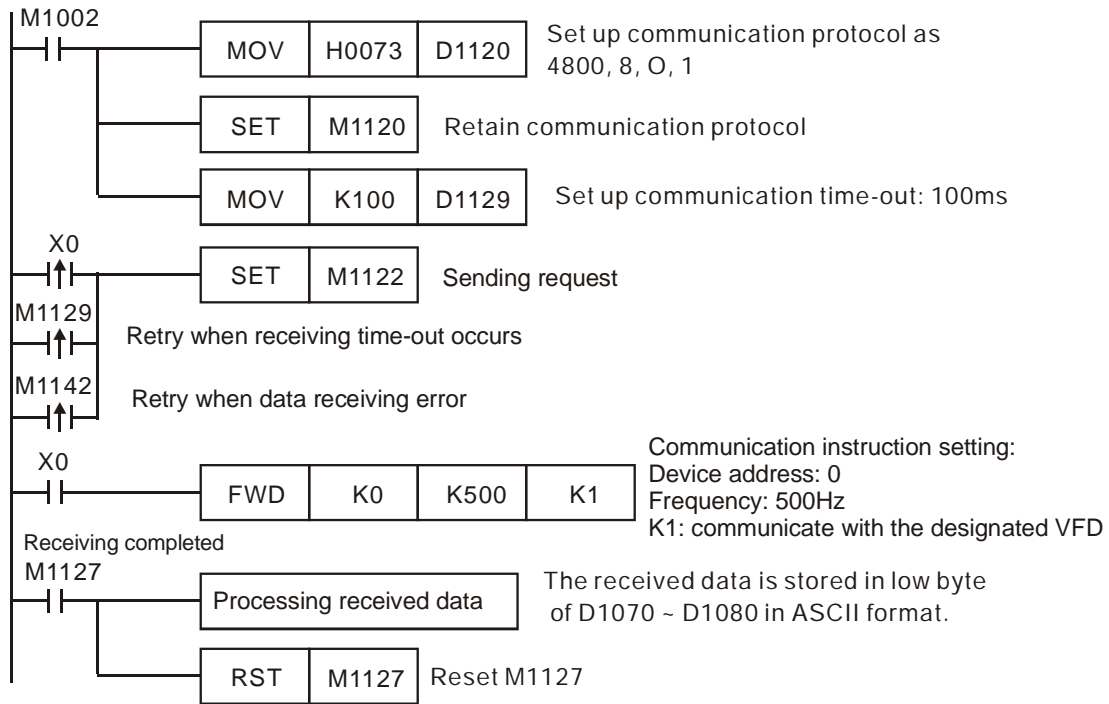 M1002
MOV H0073 D1120 Set up communication protocol as
4800, 8, O, 1
SET M1120 Retain communication protocol
MOV K100 D1129 Set up communication time-out: 100ms
X0
SET M1122 Sending request
M1129
Retry when receiving time-out occurs
M1142
Retry when data receiving error
X0
FWD K0 K500 K1
Communication instruction setting:
Device address: 0
Frequency: 500Hz
K1: communicate with the designated VFD
Receiving completed
M1127
Processing received data
The received data is stored in low byte
of D1070 ~ D1080 in ASCII format.
RST M1127 Reset M1127